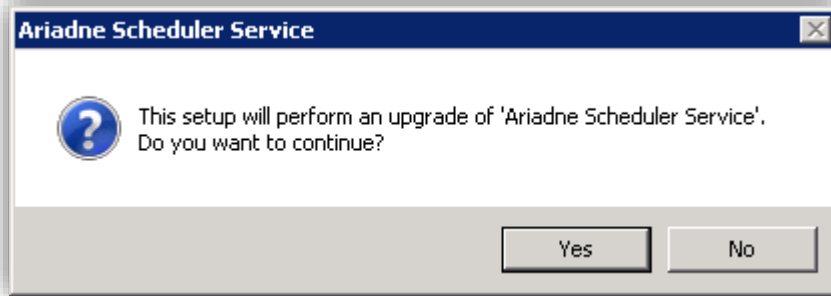 Ariadne Scheduler Service
This setup will perform an upgrade of 'Ariadne Scheduler Service'.
Do you want to continue?
Yes
No